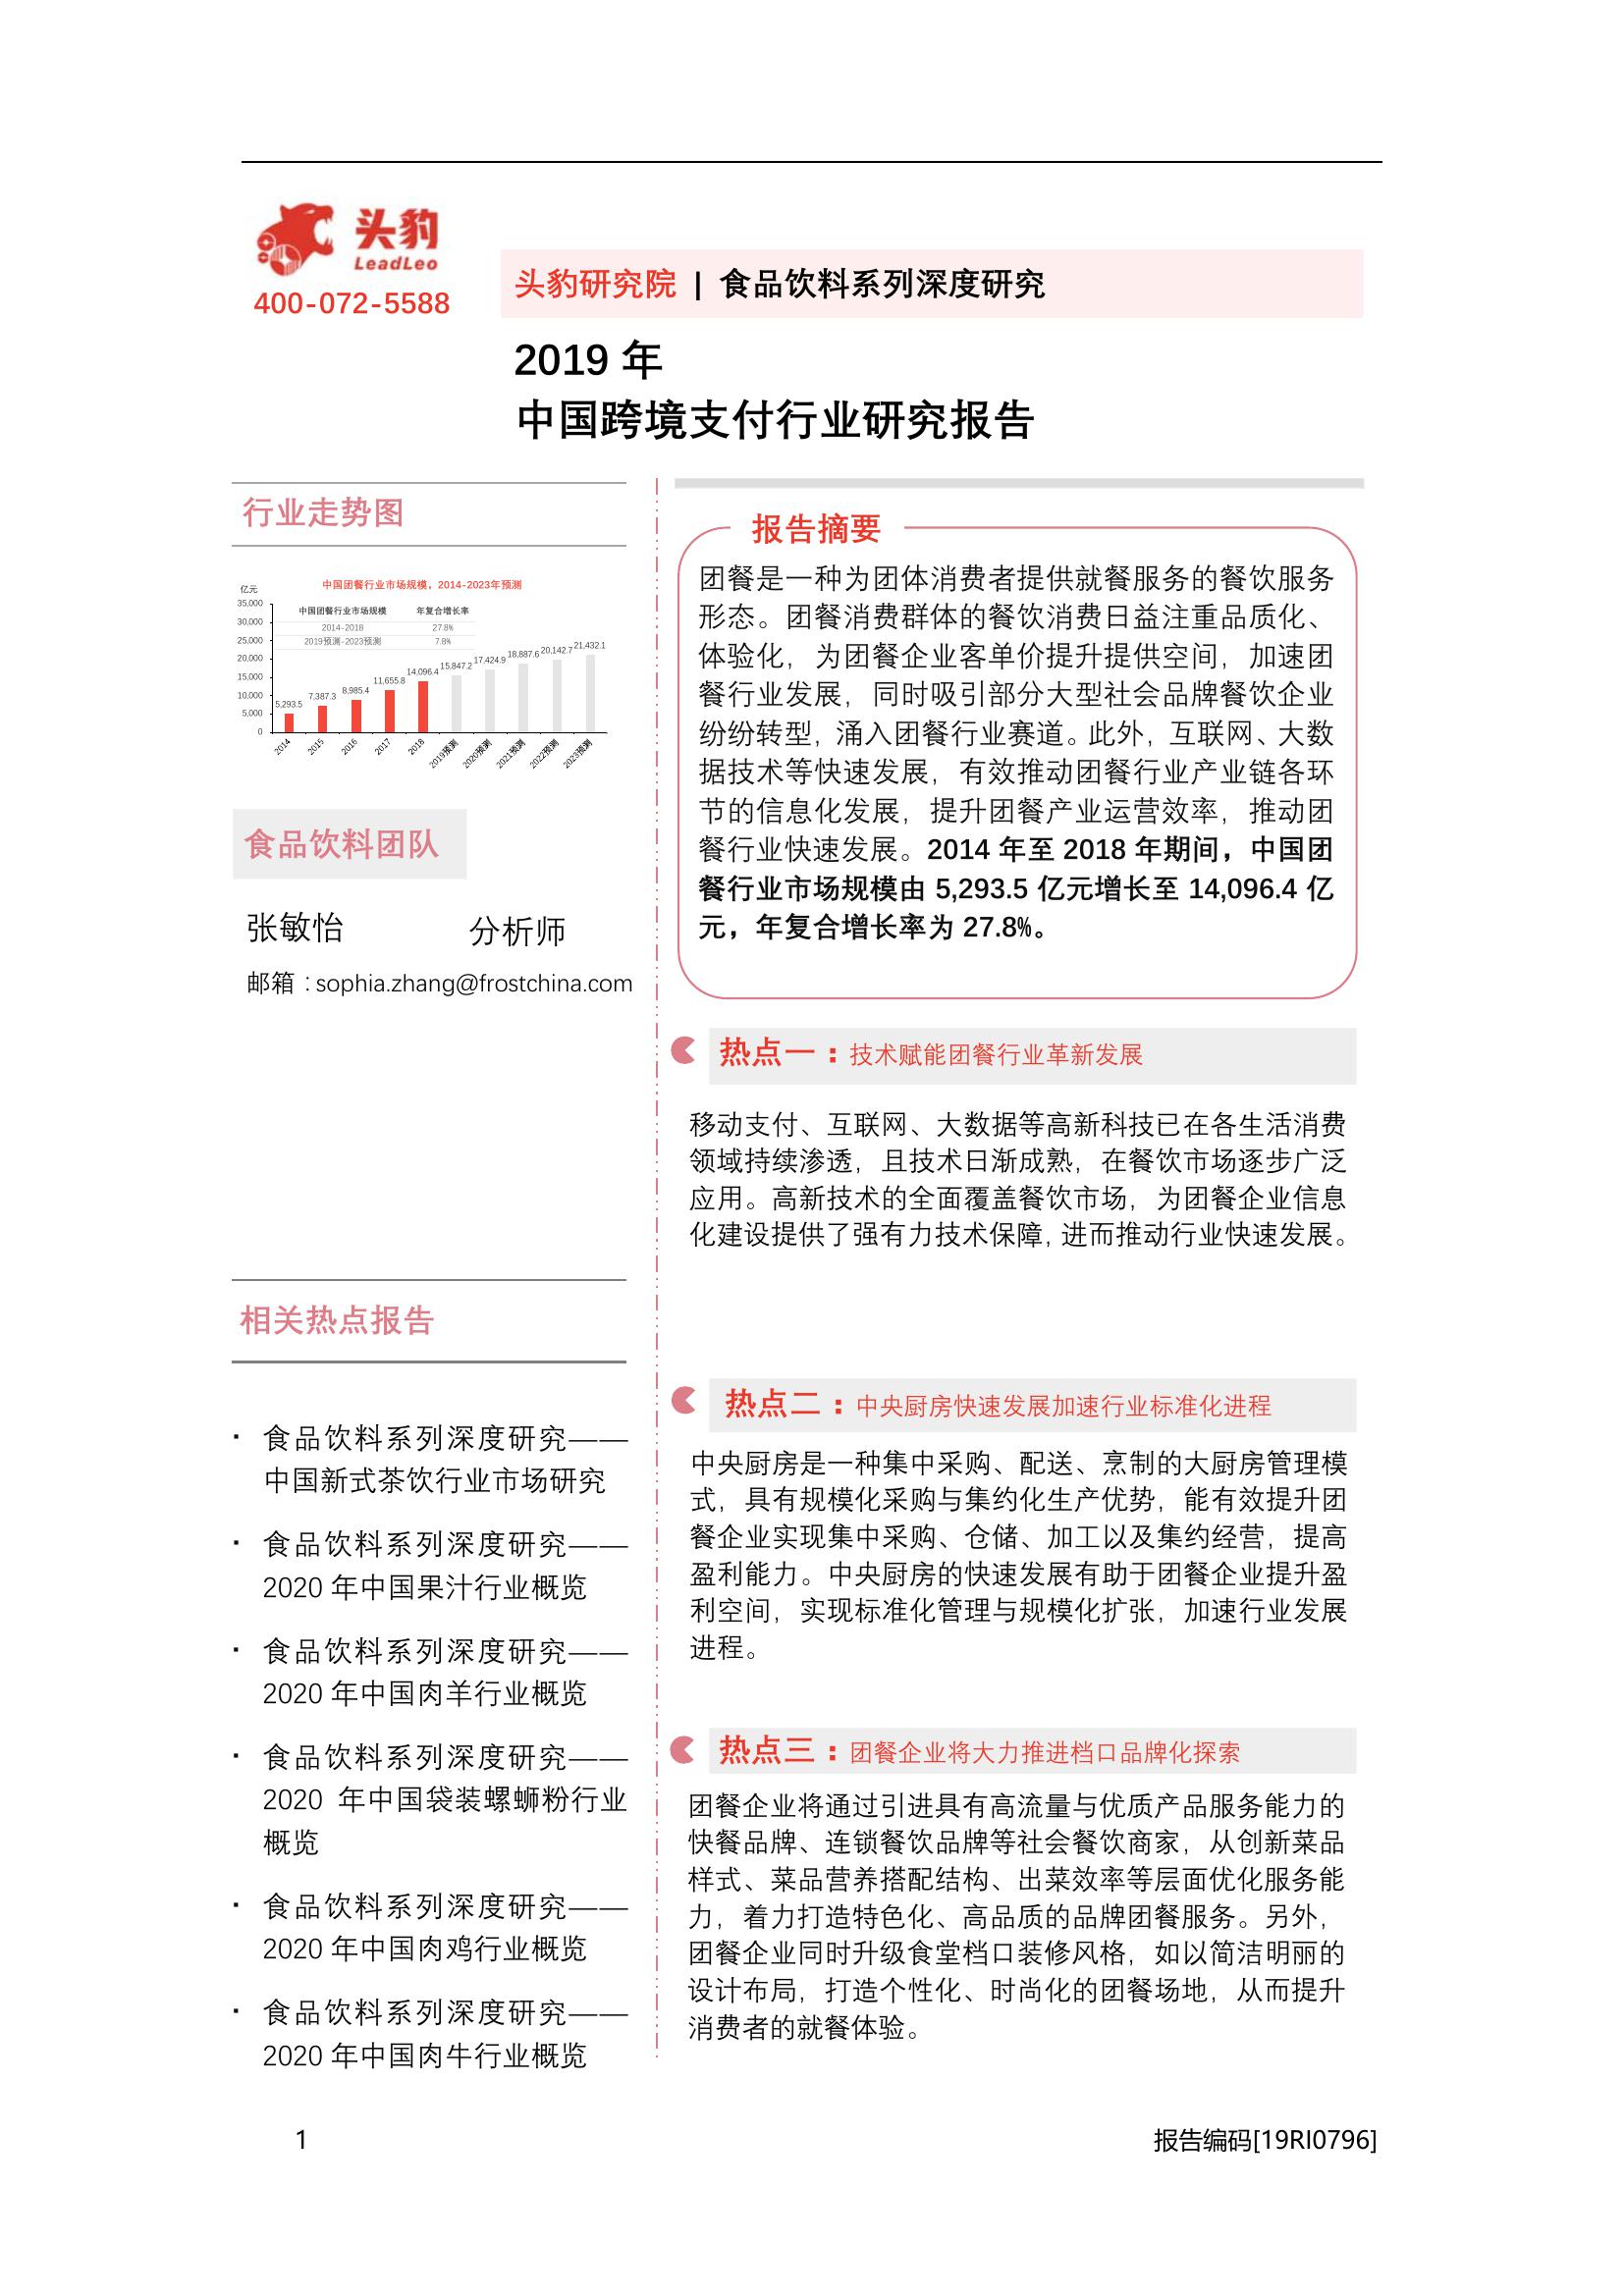 头豹
LeadLeo
400-072-5588
头豹研究院 | 食品饮料系列深度研究
2019 年
中国跨境支付行业研究报告
行业走势图
中国团餐行业市场规模，2014-2023年预测
亿元
35,000
30,000
25,000
20,000
15,000
10,000
5,000
0
中国团餐行业市场规模 年复合增长率
2014-2018 27.8%
2019预测-2023预测 7.8%
5,293.5
7,387.3
8,985.4
11,655.8
14,096.4
15,847.2
17,424.9
18,887.6
20,142.7
21,432.1
2014
2015
2016
2017
2018
2019预测
2020预测
2021预测
2022预测
2023预测
食品饮料团队
张敏怡 分析师
邮箱：sophia.zhang@frostchina.com
相关热点报告
· 食品饮料系列深度研究——
中国新式茶饮行业市场研究
· 食品饮料系列深度研究——
2020 年中国果汁行业概览
· 食品饮料系列深度研究——
2020 年中国肉羊行业概览
· 食品饮料系列深度研究——
2020 年中国袋装螺蛳粉行业
概览
· 食品饮料系列深度研究——
2020 年中国肉鸡行业概览
· 食品饮料系列深度研究——
2020 年中国肉牛行业概览
报告摘要
团餐是一种为团体消费者提供就餐服务的餐饮服务
形态。团餐消费群体的餐饮消费日益注重品质化、
体验化，为团餐企业客单价提升提供空间，加速团
餐行业发展，同时吸引部分大型社会品牌餐饮企业
纷纷转型，涌入团餐行业赛道。此外，互联网、大数
据技术等快速发展，有效推动团餐行业产业链各环
节的信息化发展，提升团餐产业运营效率，推动团
餐行业快速发展。2014 年至 2018 年期间，中国团
餐行业市场规模由 5,293.5 亿元增长至 14,096.4 亿
元，年复合增长率为 27.8%。
热点一：技术赋能团餐行业革新发展
移动支付、互联网、大数据等高新科技已在各生活消费
领域持续渗透，且技术日渐成熟，在餐饮市场逐步广泛
应用。高新技术的全面覆盖餐饮市场，为团餐企业信息
化建设提供了强有力技术保障，进而推动行业快速发展。
热点二：中央厨房快速发展加速行业标准化进程
中央厨房是一种集中采购、配送、烹制的大厨房管理模
式，具有规模化采购与集约化生产优势，能有效提升团
餐企业实现集中采购、仓储、加工以及集约经营，提高
盈利能力。中央厨房的快速发展有助于团餐企业提升盈
利空间，实现标准化管理与规模化扩张，加速行业发展
进程。
热点三：团餐企业将大力推进档口品牌化探索
团餐企业将通过引进具有高流量与优质产品服务能力的
快餐品牌、连锁餐饮品牌等社会餐饮商家，从创新菜品
样式、菜品营养搭配结构、出菜效率等层面优化服务能
力，着力打造特色化、高品质的品牌团餐服务。另外，
团餐企业同时升级食堂档口装修风格，如以简洁明丽的
设计布局，打造个性化、时尚化的团餐场地，从而提升
消费者的就餐体验。
1
报告编码[19RI0796]